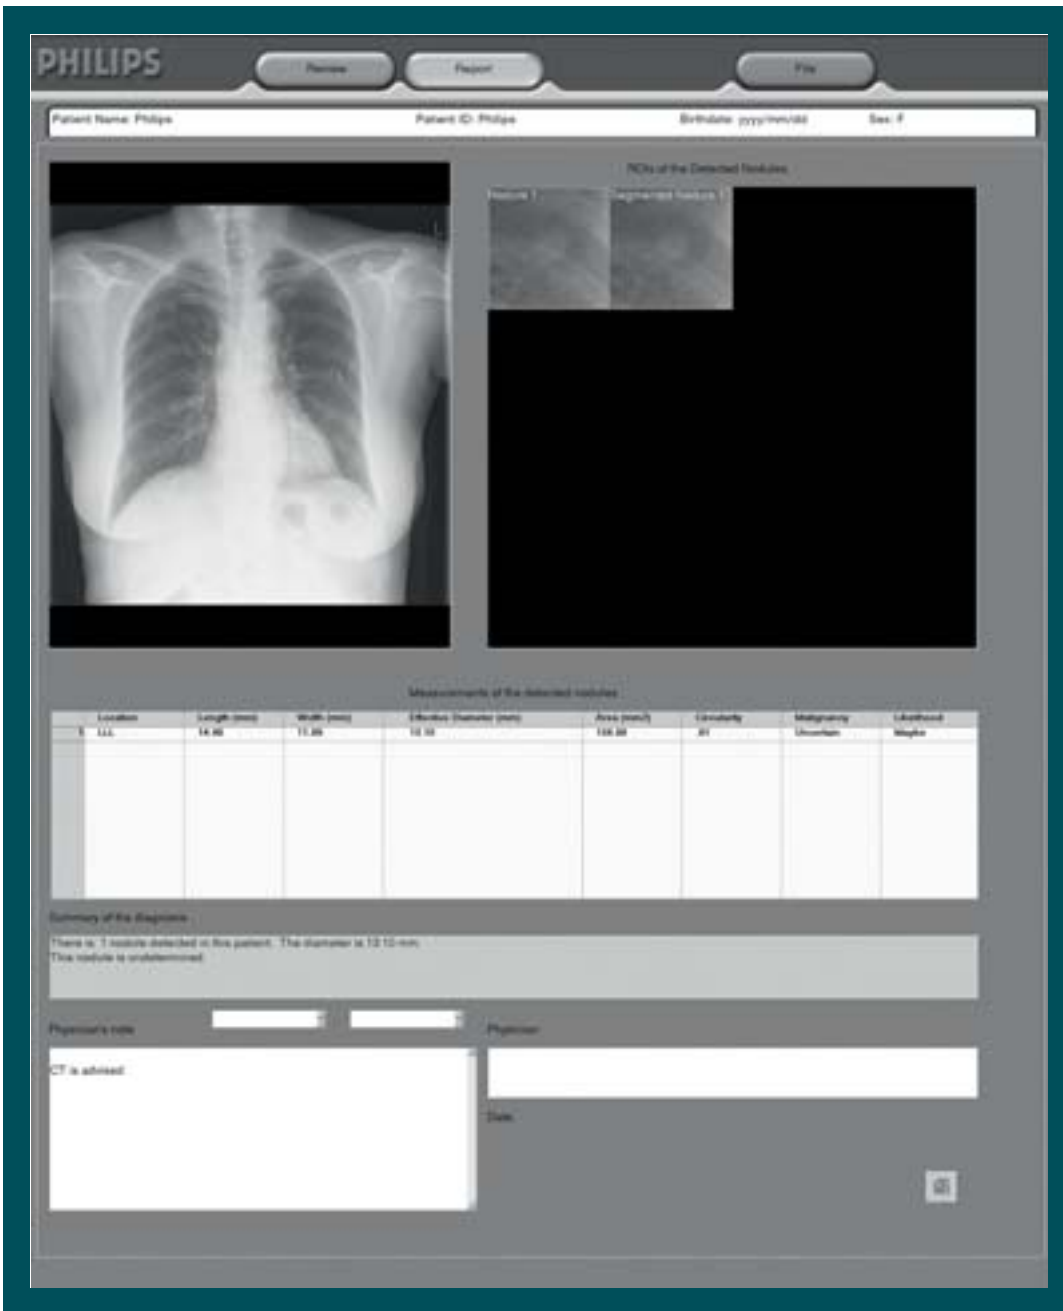 PHILIPS
Review
Report
File
Patient Name: Philips
Patient ID: Philips
Birthdate: yyyy/mm/dd
Sex: F
ROIs of the Detected Nodules
Nodule 1
Segmented Nodule 1
Measurements of the detected nodules
Location Length (mm) Width (mm) Effective Diameter (mm) Area (mm2) Circularity Malignancy Likelihood
1 LLL Uncertain Maybe
Summary of the diagnosis
There is 1 nodule detected in this patient. The diameter is 13.10 mm.
This nodule is undetermined.
Physician's note
Physician
CT is advised
Date